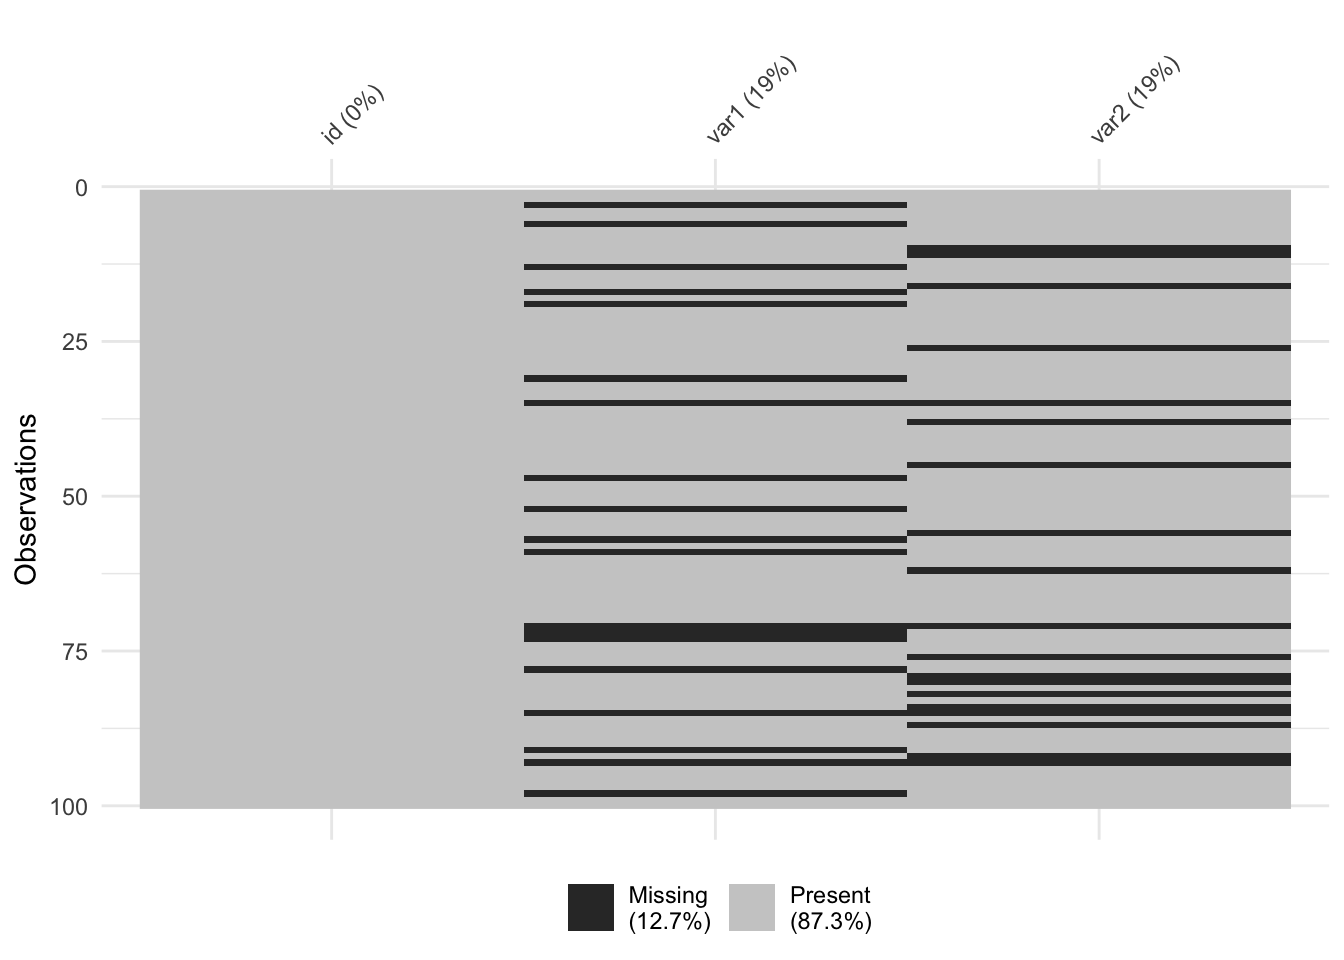 id (0%)
var1 (19%)
var2 (19%)
0
25
50
75
100
Observations
Missing
(12.7%)
Present
(87.3%)